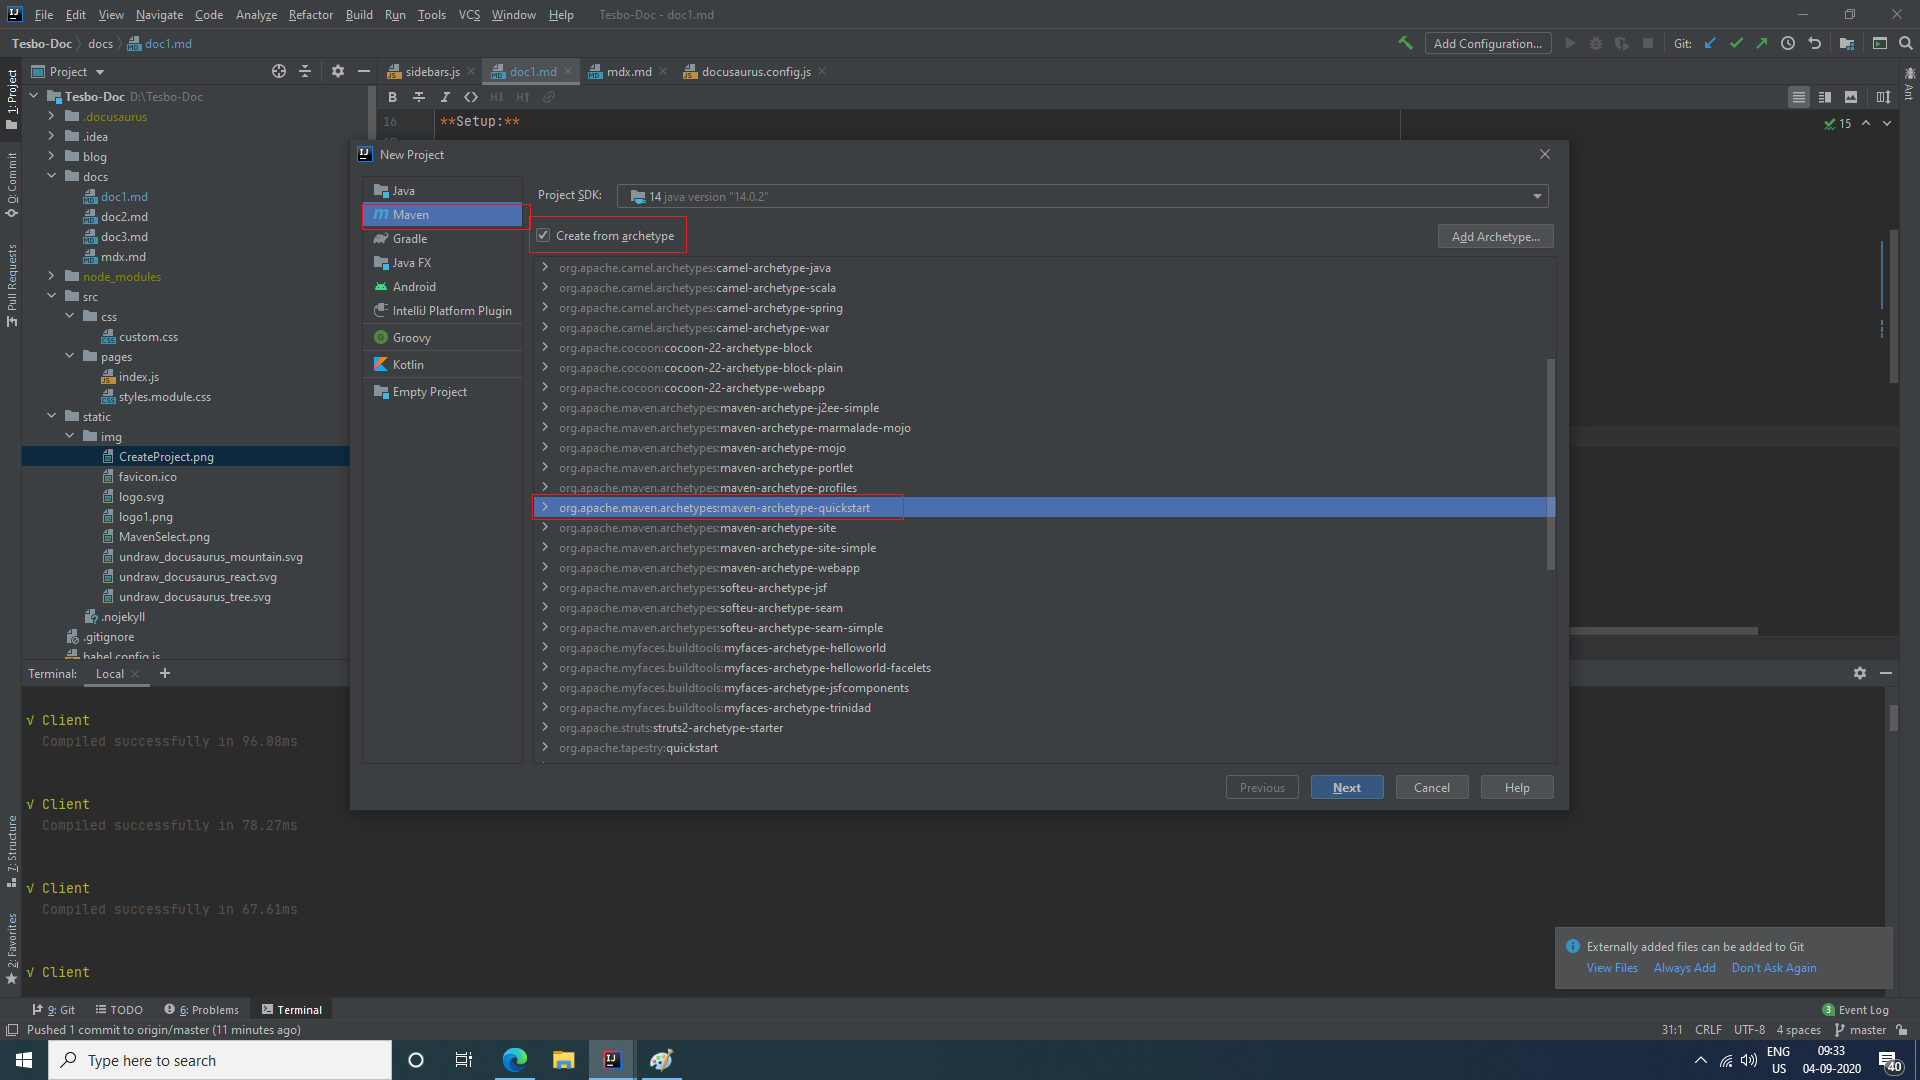 File Edit View Navigate Code Analyze Refactor Build Run Tools VCS Window Help Tesbo-Doc - doc1.md
Tesbo-Doc docs doc1.md Add Configuration... Git:
Project sidebars.js doc1.md mdx.md docusaurus.config.js
1: Project
0: Commit
Pull Requests
7: Structure
2: Favorites
Ant
Tesbo-Doc D:\Tesbo-Doc
.docusaurus
.idea
blog
docs
doc1.md
doc2.md
doc3.md
mdx.md
node_modules
src
css
custom.css
pages
index.js
styles.module.css
static
img
CreateProject.png
favicon.ico
logo.svg
logo1.png
MavenSelect.png
undraw_docusaurus_mountain.svg
undraw_docusaurus_react.svg
undraw_docusaurus_tree.svg
.nojekyll
.gitignore
babel.config.js
B I H↓ H↑
16 **Setup:**
15
New Project
Java
Maven
Gradle
Java FX
Android
IntelliJ Platform Plugin
Groovy
Kotlin
Empty Project
Project SDK: 14 java version "14.0.2"
Create from archetype Add Archetype...
org.apache.camel.archetypes:camel-archetype-java
org.apache.camel.archetypes:camel-archetype-scala
org.apache.camel.archetypes:camel-archetype-spring
org.apache.camel.archetypes:camel-archetype-war
org.apache.cocoon:cocoon-22-archetype-block
org.apache.cocoon:cocoon-22-archetype-block-plain
org.apache.cocoon:cocoon-22-archetype-webapp
org.apache.maven.archetypes:maven-archetype-j2ee-simple
org.apache.maven.archetypes:maven-archetype-marmalade-mojo
org.apache.maven.archetypes:maven-archetype-mojo
org.apache.maven.archetypes:maven-archetype-portlet
org.apache.maven.archetypes:maven-archetype-profiles
org.apache.maven.archetypes:maven-archetype-quickstart
org.apache.maven.archetypes:maven-archetype-site
org.apache.maven.archetypes:maven-archetype-site-simple
org.apache.maven.archetypes:maven-archetype-webapp
org.apache.maven.archetypes:softeu-archetype-jsf
org.apache.maven.archetypes:softeu-archetype-seam
org.apache.maven.archetypes:softeu-archetype-seam-simple
org.apache.myfaces.buildtools:myfaces-archetype-helloworld
org.apache.myfaces.buildtools:myfaces-archetype-helloworld-facelets
org.apache.myfaces.buildtools:myfaces-archetype-jsfcomponents
org.apache.myfaces.buildtools:myfaces-archetype-trinidad
org.apache.struts:struts2-archetype-starter
org.apache.tapestry:quickstart
Previous Next Cancel Help
Terminal: Local
√ Client
Compiled successfully in 96.08ms
√ Client
Compiled successfully in 78.27ms
√ Client
Compiled successfully in 67.61ms
√ Client
Externally added files can be added to Git
View Files Always Add Don't Ask Again
9: Git TODO 6: Problems Terminal 3 Event Log
Pushed 1 commit to origin/master (11 minutes ago) 31:1 CRLF UTF-8 4 spaces master
Type here to search
ENG
US
09:33
04-09-2020
40